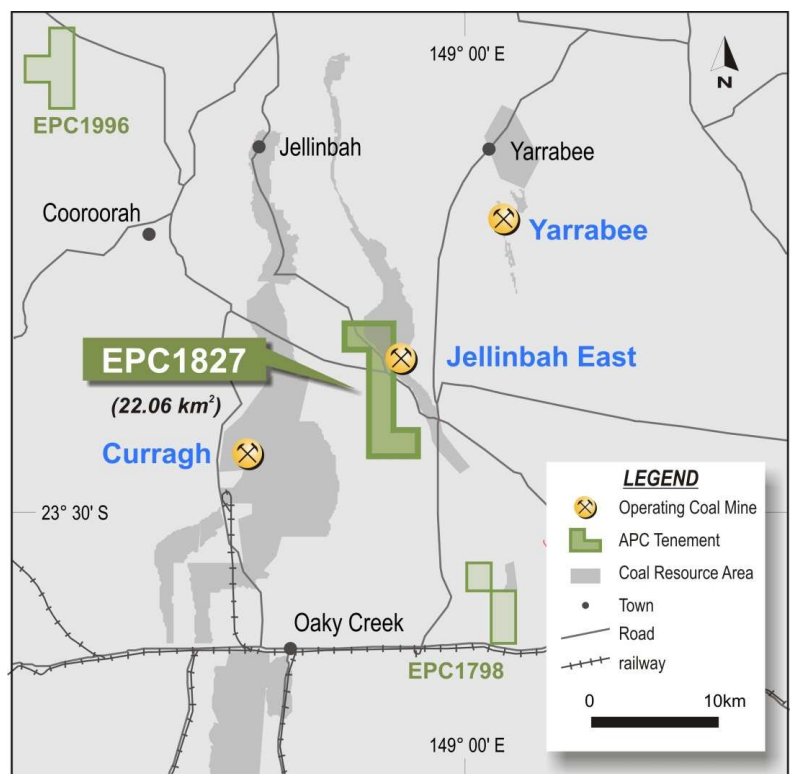 149° 00' E
N
EPC1996
Jellinbah
Yarrabee
Cooroorah
Yarrabee
EPC1827
Jellinbah East
(22.06 km²)
Curragh
23° 30' S
Oaky Creek
EPC1798
149° 00' E
LEGEND
Operating Coal Mine
APC Tenement
Coal Resource Area
Town
Road
railway
0 10km